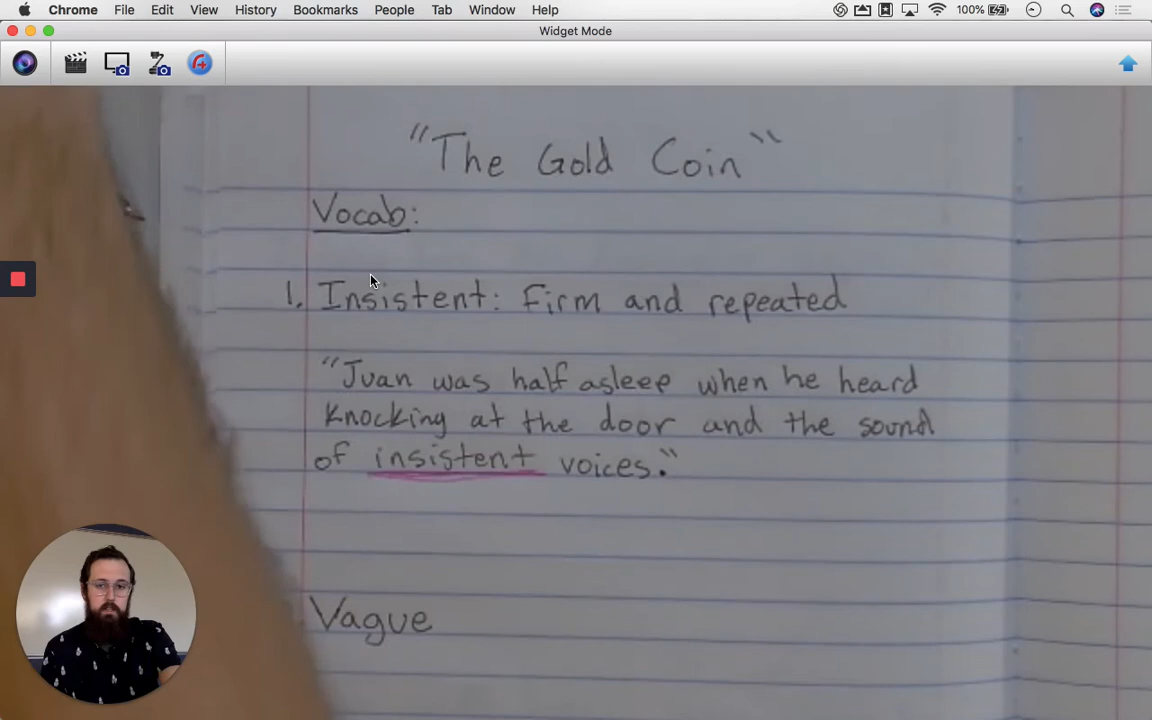 Chrome File Edit View History Bookmarks People Tab Window Help 100%
Widget Mode
"The Gold Coin"
Vocab:
1. Insistent: Firm and repeated
"Juan was half asleep when he heard
knocking at the door and the sound
of insistent voices."
Vague